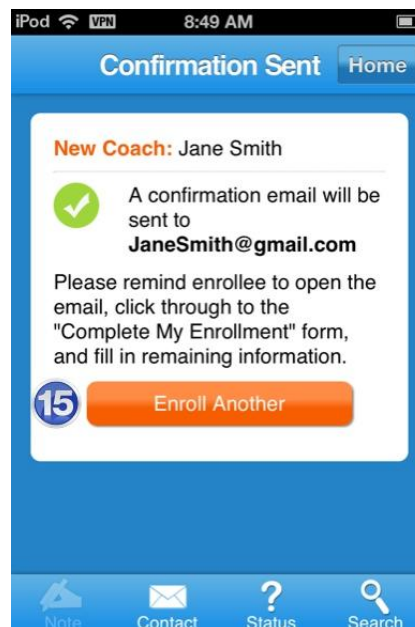 iPod VPN 8:49 AM
Confirmation Sent Home
New Coach: Jane Smith
A confirmation email will be
sent to
JaneSmith@gmail.com
Please remind enrollee to open the
email, click through to the
"Complete My Enrollment" form,
and fill in remaining information.
15 Enroll Another
Note Contact Status Search